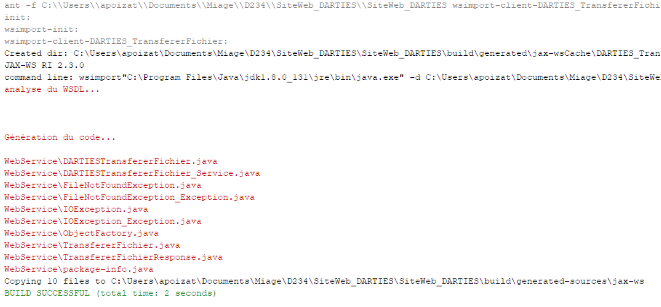 ant -f C:\\Users\\apoizat\\Documents\\Miage\\D234\\SiteWeb_DARTIES\\SiteWeb_DARTIES wsimport-client-DARTIES_TransfererFichi
init:
wsimport-init:
wsimport-client-DARTIES_TransfererFichier:
Created dir: C:\Users\apoizat\Documents\Miage\D234\SiteWeb_DARTIES\SiteWeb_DARTIES\build\generated\jax-wsCache\DARTIES_Tran
JAX-WS RI 2.3.0
command line: wsimport"C:\Program Files\Java\jdk1.8.0_131\jre\bin\java.exe" -d C:\Users\apoizat\Documents\Miage\D234\SiteWe
analyse du WSDL...
Génération du code...
WebService\DARTIESTransfererFichier.java
WebService\DARTIESTransfererFichier_Service.java
WebService\FileNotFoundException.java
WebService\FileNotFoundException_Exception.java
WebService\IOException.java
WebService\IOException_Exception.java
WebService\ObjectFactory.java
WebService\TransfererFichier.java
WebService\TransfererFichierResponse.java
WebService\package-info.java
Copying 10 files to C:\Users\apoizat\Documents\Miage\D234\SiteWeb_DARTIES\SiteWeb_DARTIES\build\generated-sources\jax-ws
BUILD SUCCESSFUL (total time: 2 seconds)